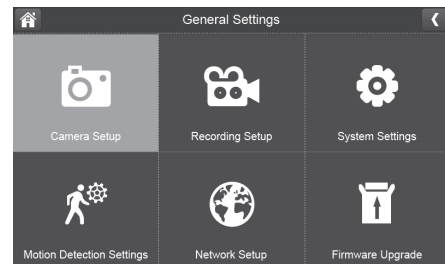 General Settings
Camera Setup
Recording Setup
System Settings
Motion Detection Settings
Network Setup
Firmware Upgrade